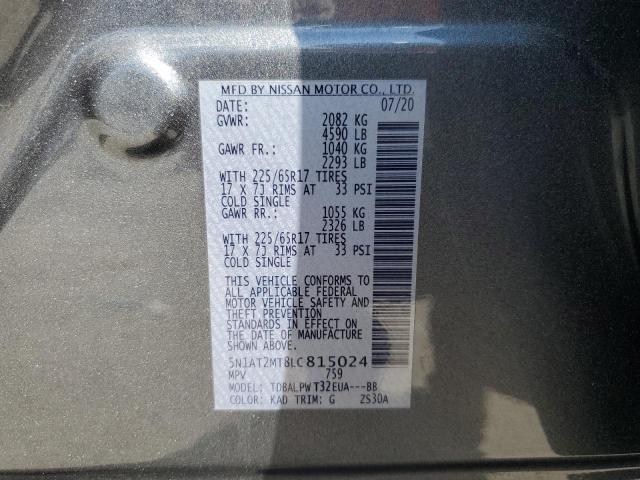 MFD BY NISSAN MOTOR CO., LTD.
DATE: 07/20
GVWR: 2082 KG
4590 LB
GAWR FR.: 1040 KG
2293 LB
WITH 225/65R17 TIRES
17 X 7J RIMS AT 33 PSI
COLD SINGLE
GAWR RR.: 1055 KG
2326 LB
WITH 225/65R17 TIRES
17 X 7J RIMS AT 33 PSI
COLD SINGLE
THIS VEHICLE CONFORMS TO
ALL APPLICABLE FEDERAL
MOTOR VEHICLE SAFETY AND
THEFT PREVENTION
STANDARDS IN EFFECT ON
THE DATE OF MANUFACTURE
SHOWN ABOVE.
5N1AT2MT8LC815024
MPV 759
MODEL: TDBALPW T32EUA---BB
COLOR: KAD TRIM: G ZS30A